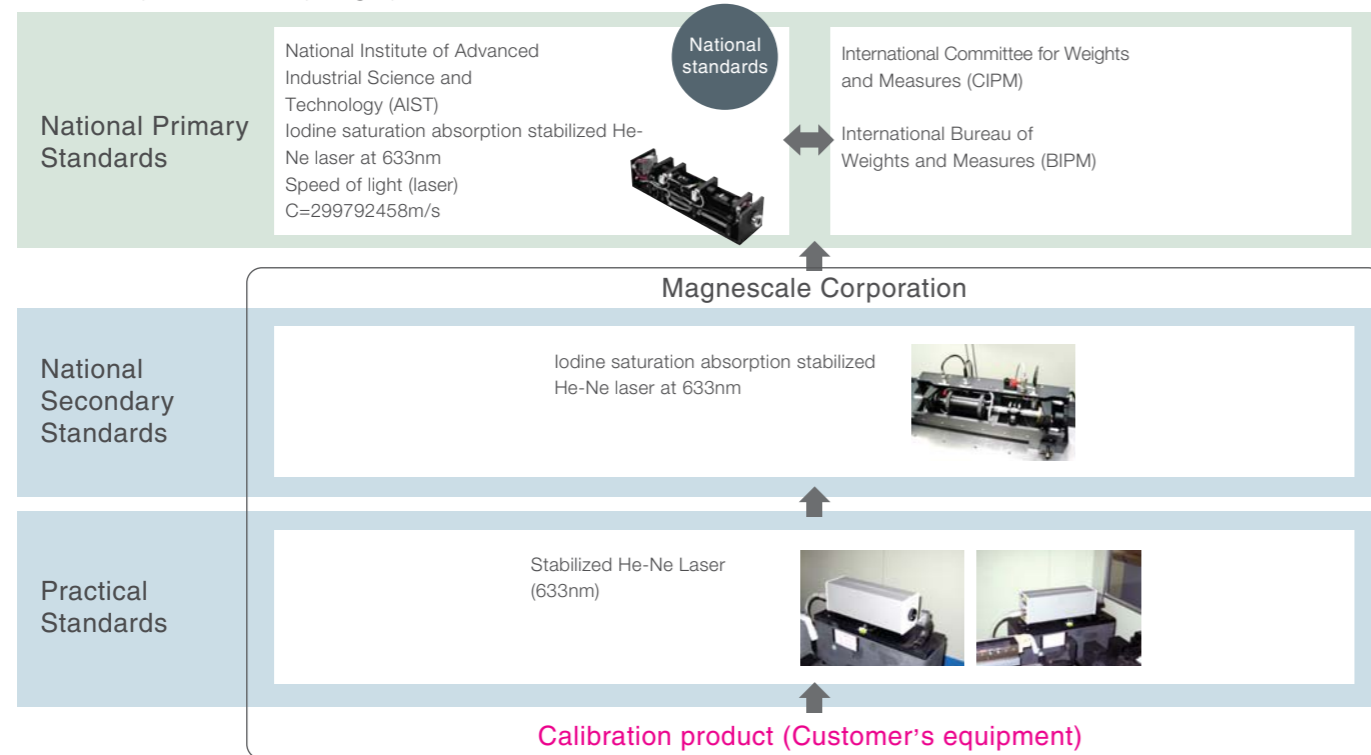 National Primary
Standards
National Institute of Advanced
Industrial Science and
Technology (AIST)
Iodine saturation absorption stabilized He-
Ne laser at 633nm
Speed of light (laser)
C=299792458m/s
National
standards
International Committee for Weights
and Measures (CIPM)
International Bureau of
Weights and Measures (BIPM)
Magnescale Corporation
National
Secondary
Standards
Iodine saturation absorption stabilized
He-Ne laser at 633nm
Practical
Standards
Stabilized He-Ne Laser
(633nm)
Calibration product (Customer's equipment)